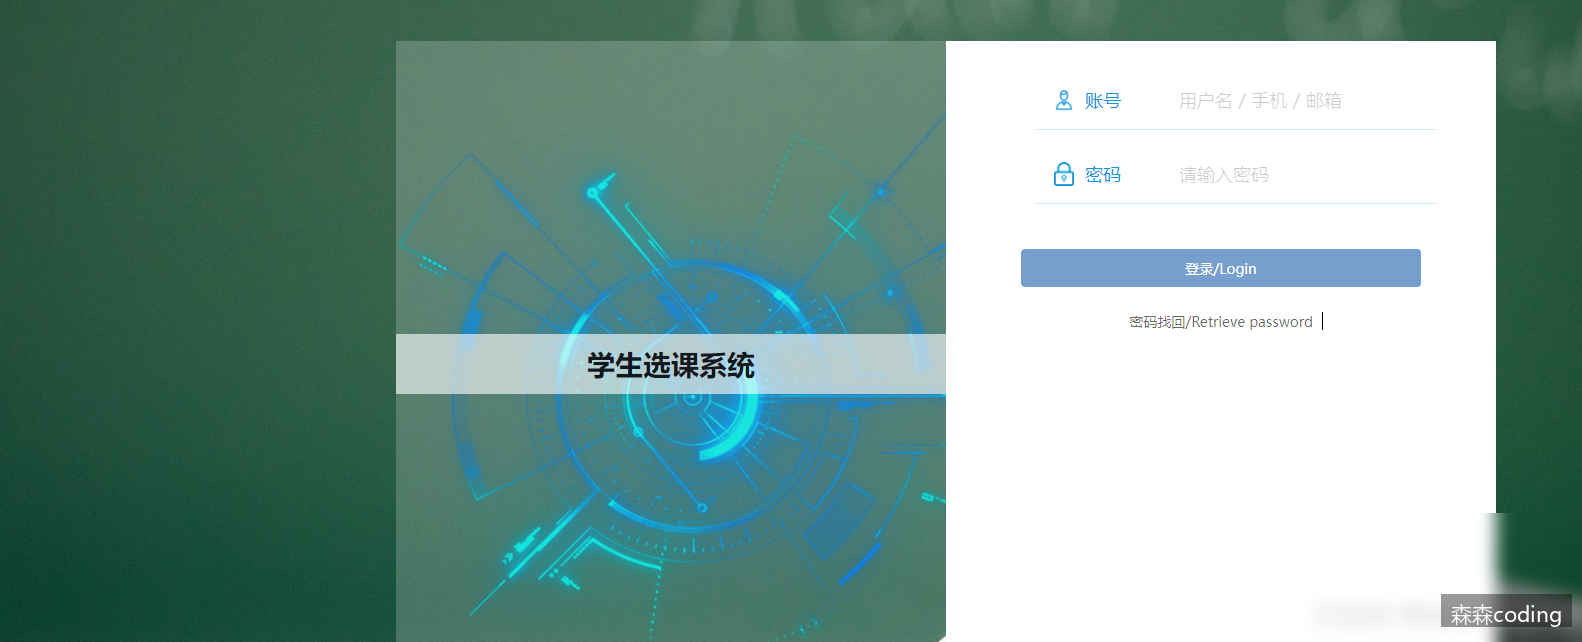 账号 用户名 / 手机 / 邮箱
密码 请输入密码
登录/Login
密码找回/Retrieve password
学生选课系统
森森coding